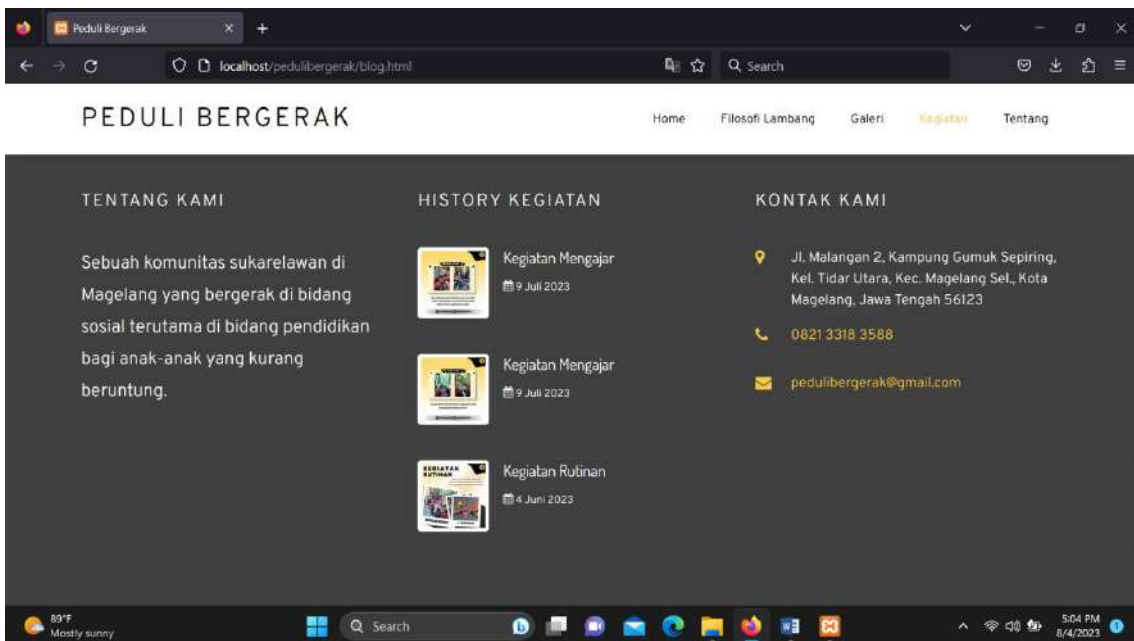 Peduli Bergerak
localhost/pedulibergerak/blog.html
Search
PEDULI BERGERAK
Home
Filosofi Lambang
Galeri
Kegiatan
Tentang
TENTANG KAMI
Sebuah komunitas sukarelawan di
Magelang yang bergerak di bidang
sosial terutama di bidang pendidikan
bagi anak-anak yang kurang
beruntung.
HISTORY KEGIATAN
Kegiatan Mengajar
9 Juli 2023
Kegiatan Mengajar
9 Juli 2023
KEGIATAN
RUTINAN
Kegiatan Rutinan
4 Juni 2023
KONTAK KAMI
Jl. Malangan 2, Kampung Gumuk Sepiring,
Kel. Tidar Utara, Kec. Magelang Sel., Kota
Magelang, Jawa Tengah 56123
0821 3318 3588
pedulibergerak@gmail.com
89°F
Mostly sunny
Search
5:04 PM
8/4/2023
1